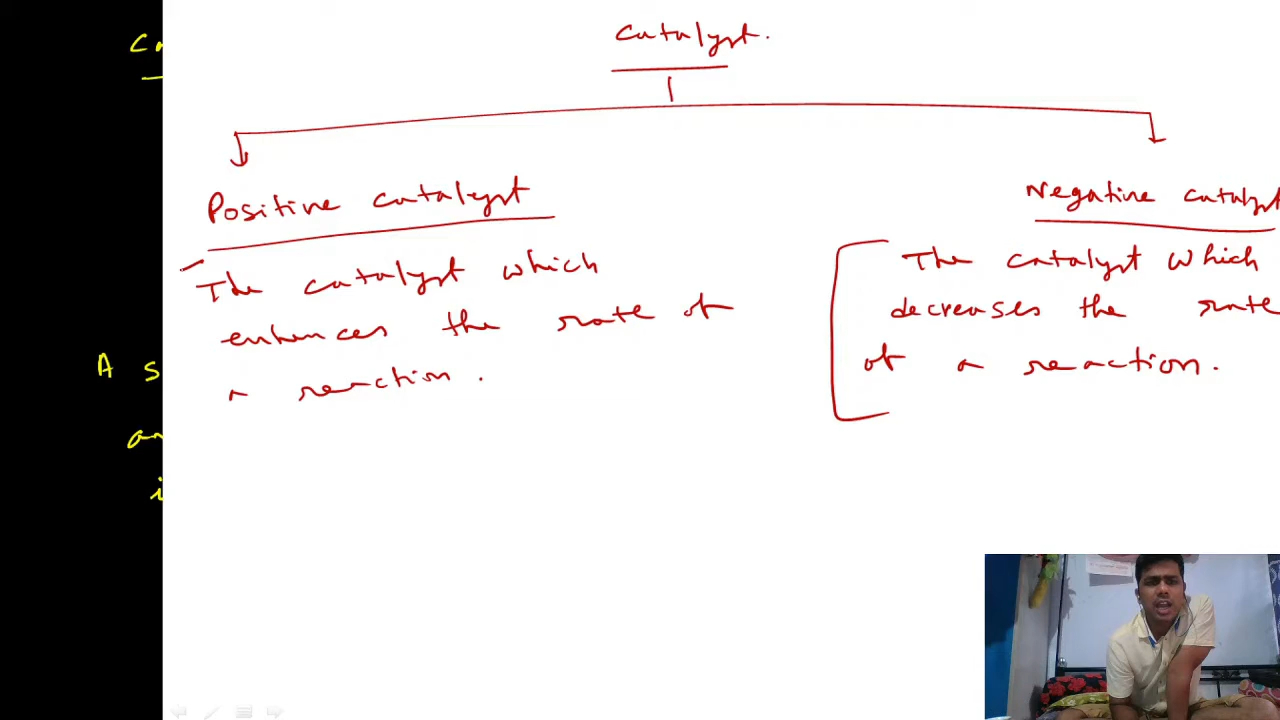 Catalyst.
Positive catalyst
The catalyst which
enhances the rate of
a reaction.
Negative catalyst
The catalyst which
decreases the rate
of a reaction.
A s
an
i